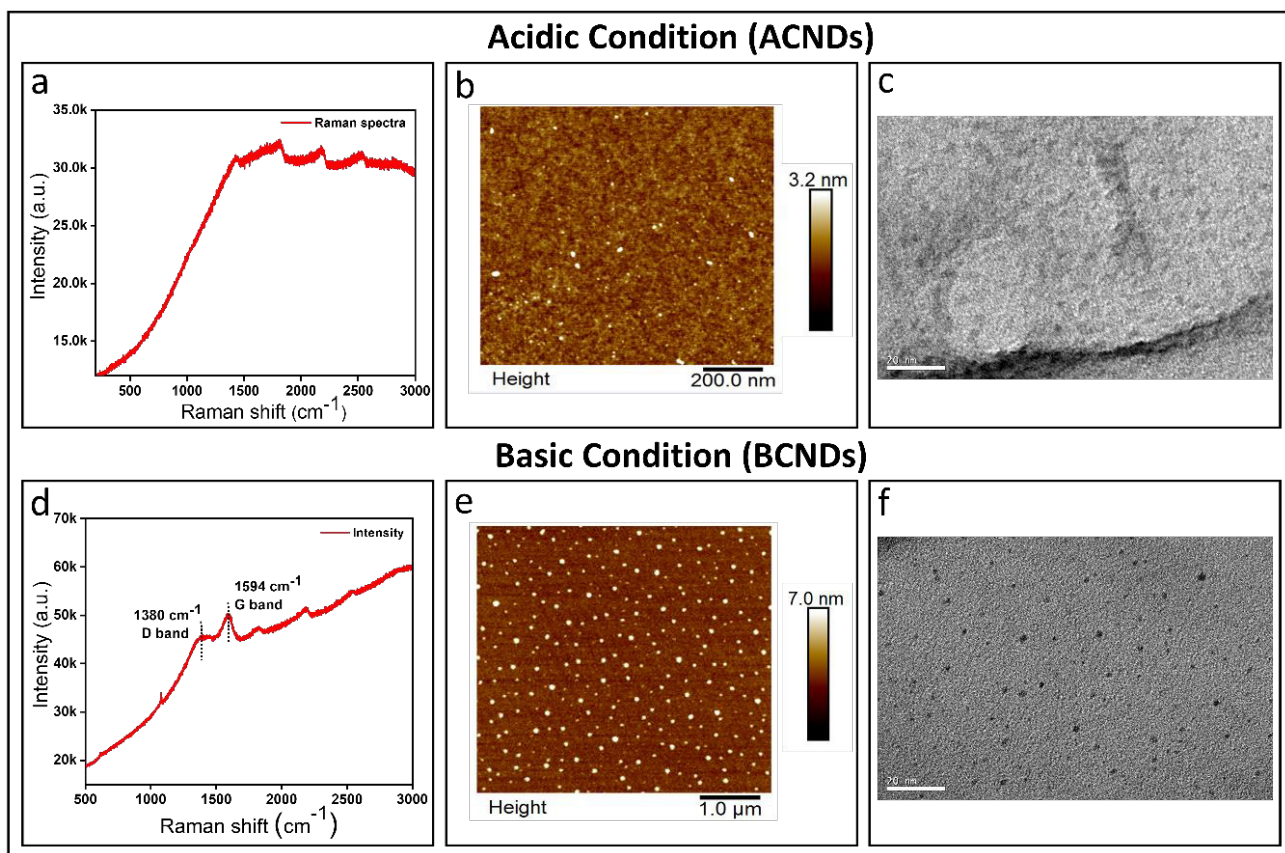 Acidic Condition (ACNDs)
a
35.0k
30.0k
25.0k
20.0k
15.0k
Intensity (a.u.)
Raman spectra
500 1000 1500 2000 2500 3000
Raman shift (cm⁻¹)
b
3.2 nm
Height
200.0 nm
c
20 nm
Basic Condition (BCNDs)
d
70k
60k
50k
40k
30k
20k
Intensity (a.u.)
Intensity
1594 cm⁻¹
G band
1380 cm⁻¹
D band
500 1000 1500 2000 2500 3000
Raman shift (cm⁻¹)
e
7.0 nm
Height
1.0 µm
f
20 nm